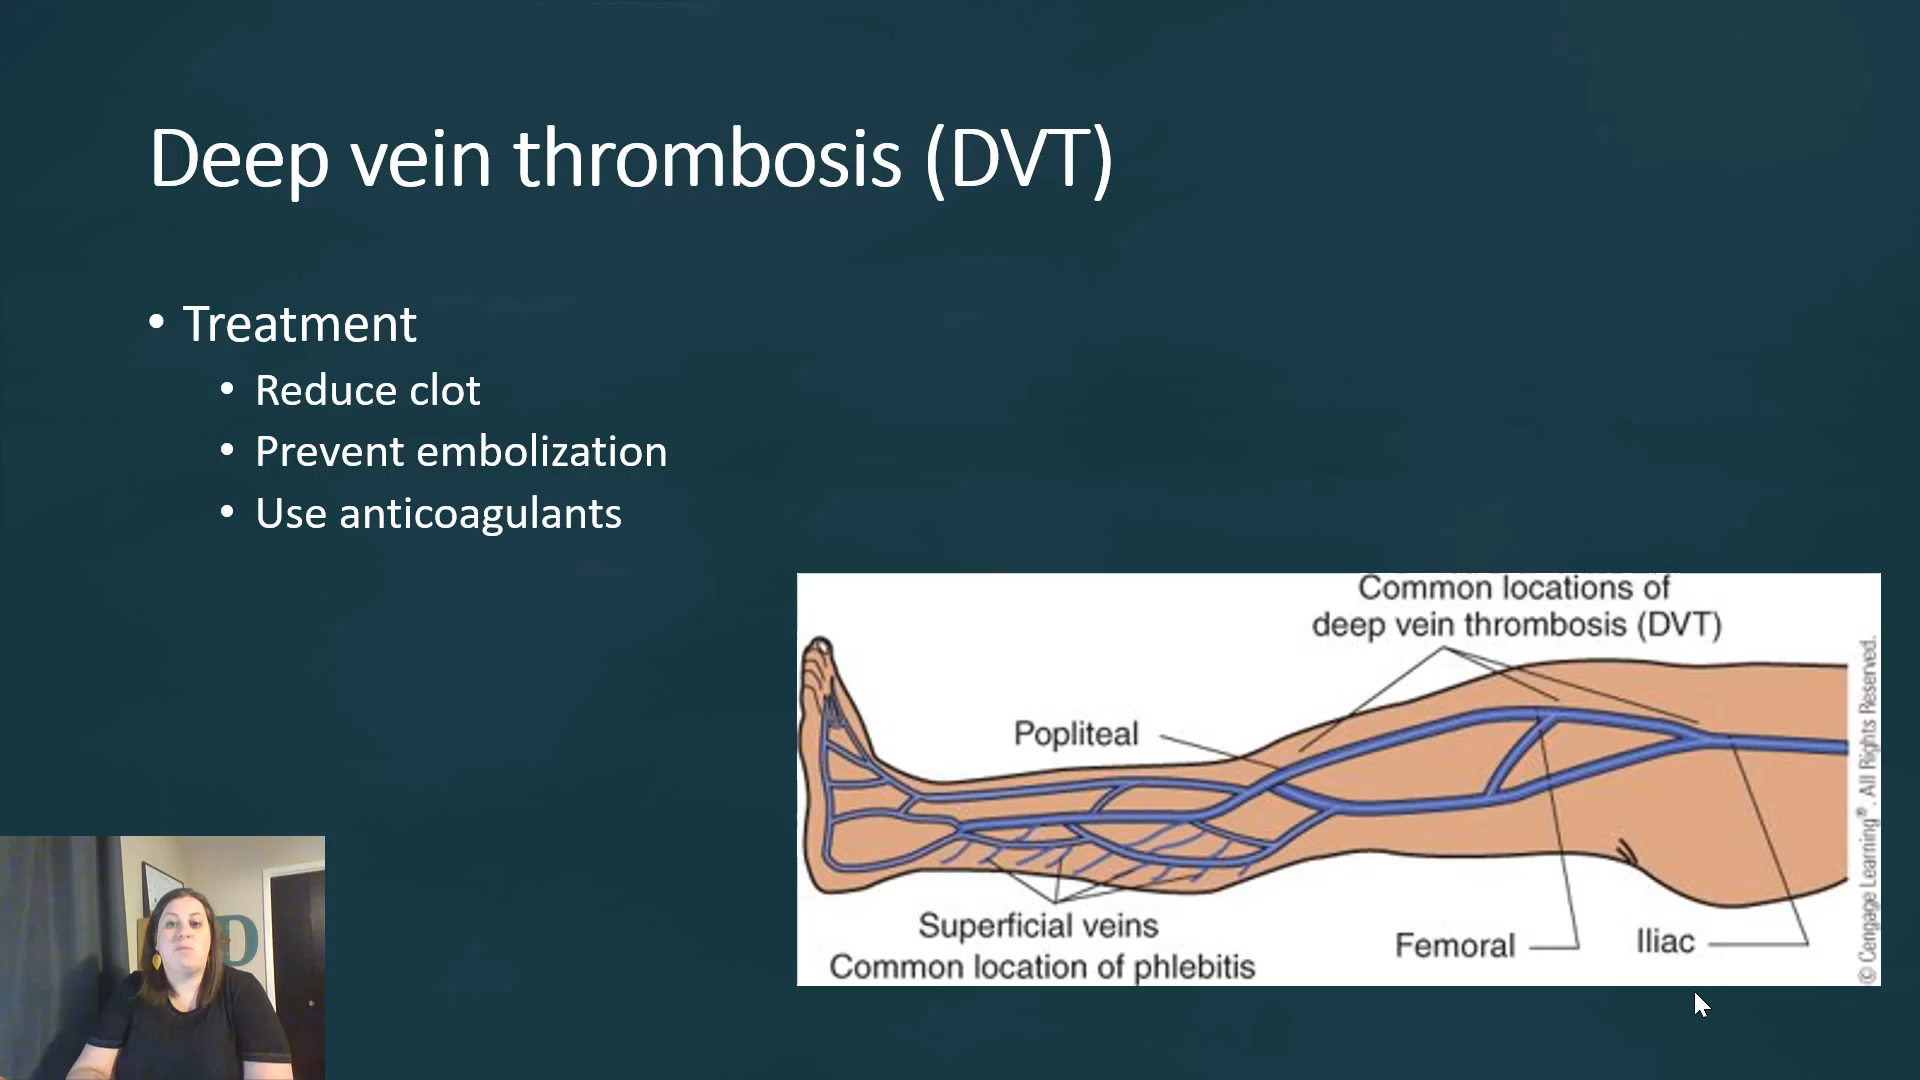 Deep vein thrombosis (DVT)
• Treatment
• Reduce clot
• Prevent embolization
• Use anticoagulants
Common locations of
deep vein thrombosis (DVT)
Popliteal
Superficial veins
Common location of phlebitis
Femoral
Iliac
© Cengage Learning®. All Rights Reserved.
D